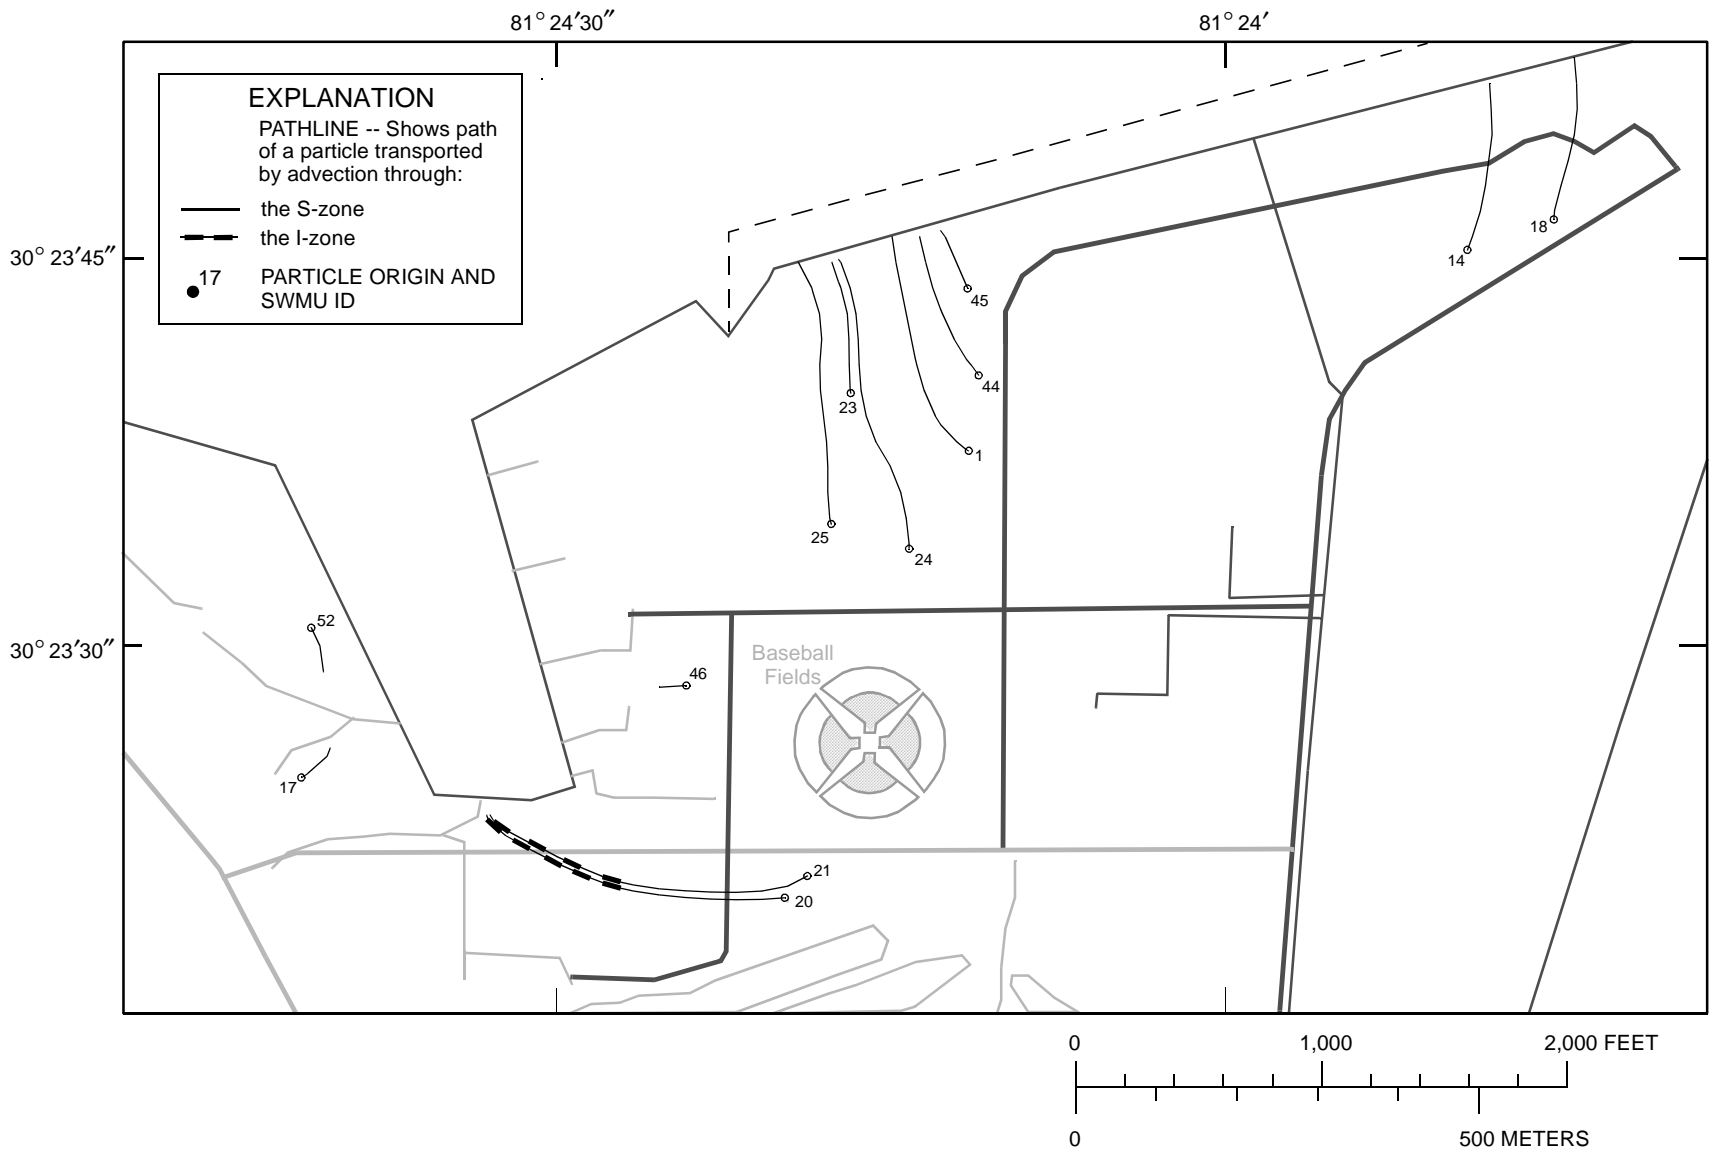 81° 24′30″
81° 24′
EXPLANATION
PATHLINE -- Shows path
of a particle transported
by advection through:
the S-zone
the I-zone
17 PARTICLE ORIGIN AND
SWMU ID
30° 23′45″
18
14
45
44
23
1
25
24
52
30° 23′30″
46
Baseball
Fields
17
21
20
0 1,000 2,000 FEET
0 500 METERS